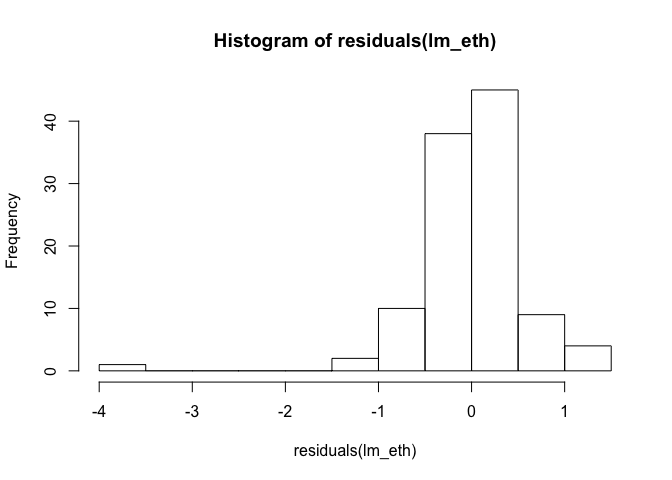 Histogram of residuals(lm_eth)
Frequency
40
30
20
10
0
-4 -3 -2 -1 0 1
residuals(lm_eth)